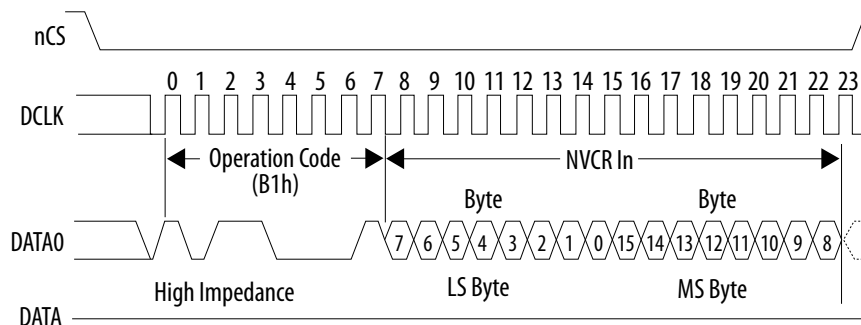 nCS
0 1 2 3 4 5 6 7 8 9 10 11 12 13 14 15 16 17 18 19 20 21 22 23
DCLK
Operation Code
(B1h)
NVCR In
Byte Byte
DATA0 7 6 5 4 3 2 1 0 15 14 13 12 11 10 9 8
High Impedance LS Byte MS Byte
DATA